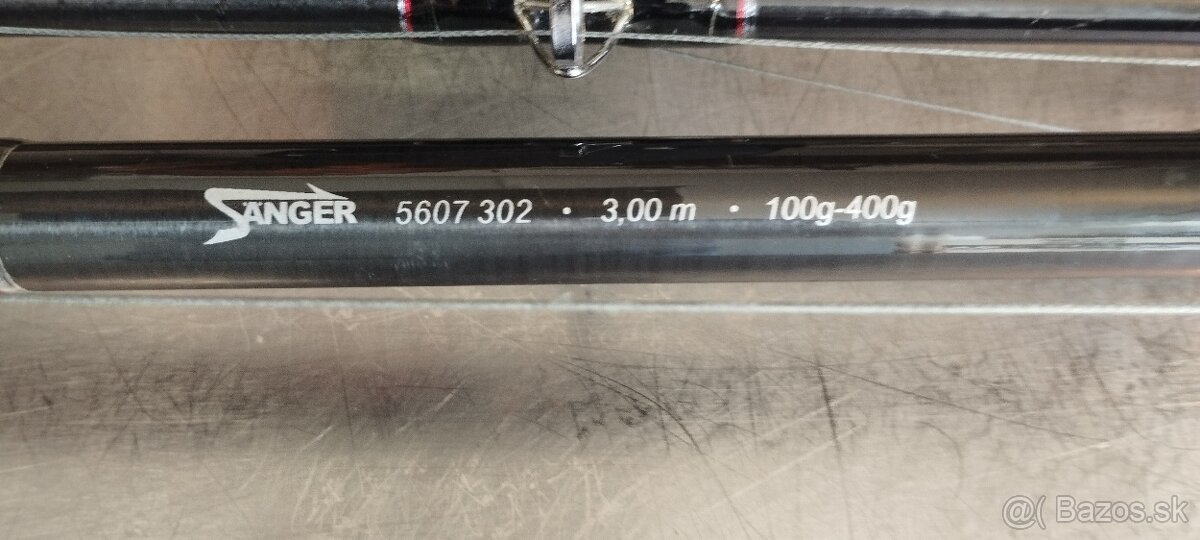 SÄNGER 5607 302 • 3,00 m • 100g-400g
@( Bazos.sk